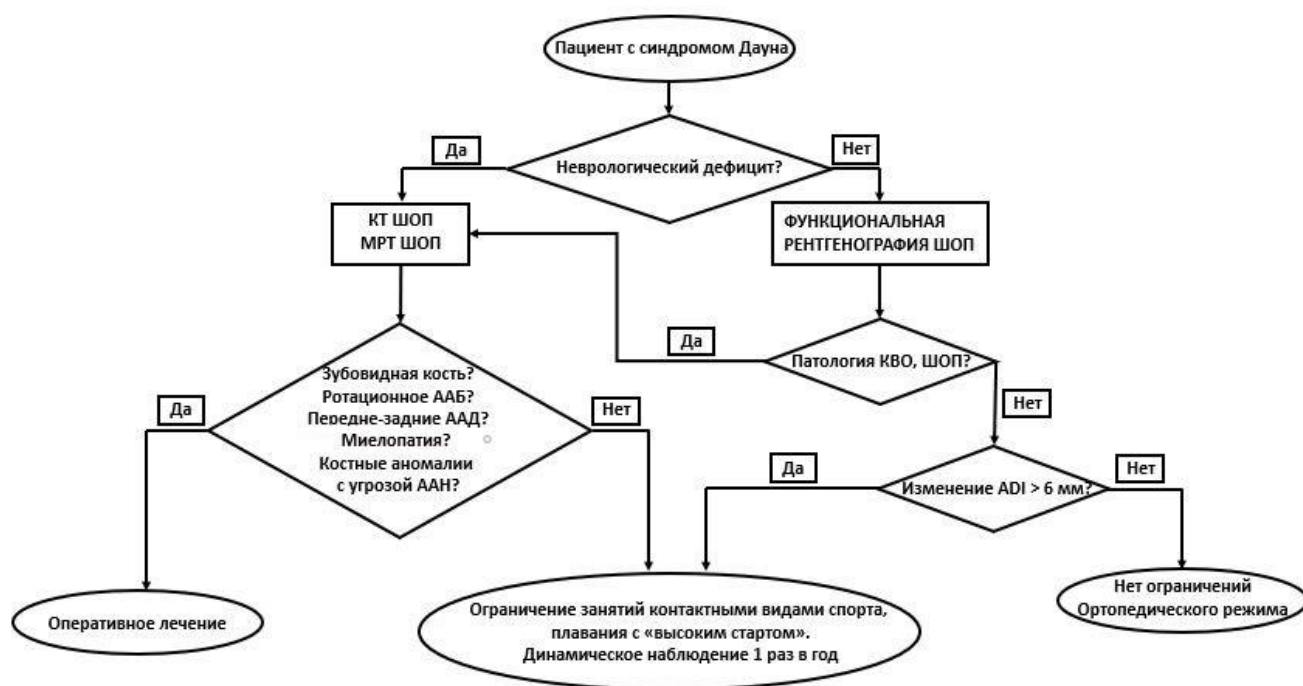 Пациент с синдромом Дауна
Да
Нет
Неврологический дефицит?
КТ ШОП
МРТ ШОП
ФУНКЦИОНАЛЬНАЯ
РЕНТГЕНОГРАФИЯ ШОП
Да
Патология КВО, ШОП?
Зубовидная кость?
Ротационное ААБ?
Передне-задние ААД?
Миелопатия?
Костные аномалии
с угрозой ААН?
Да
Нет
Нет
Да
Изменение ADI > 6 мм?
Нет
Оперативное лечение
Ограничение занятий контактными видами спорта,
плавания с «высоким стартом».
Динамическое наблюдение 1 раз в год
Нет ограничений
Ортопедического режима